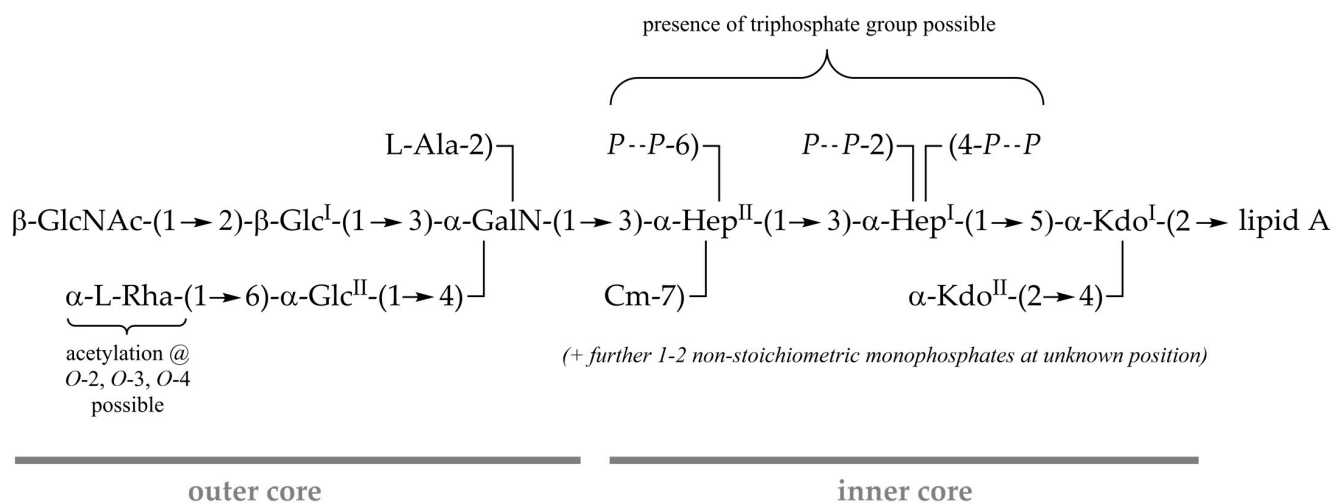 presence of triphosphate group possible
L-Ala-2) P--P-6) P--P-2) (4-P--P
β-GlcNAc-(1→2)-β-Glcᴵ-(1→3)-α-GalN-(1→3)-α-Hepᴵᴵ-(1→3)-α-Hepᴵ-(1→5)-α-Kdoᴵ-(2→lipid A
α-L-Rha-(1→6)-α-Glcᴵᴵ-(1→4) Cm-7) α-Kdoᴵᴵ-(2→4)
acetylation @
O-2, O-3, O-4
possible
(+ further 1-2 non-stoichiometric monophosphates at unknown position)
outer core inner core